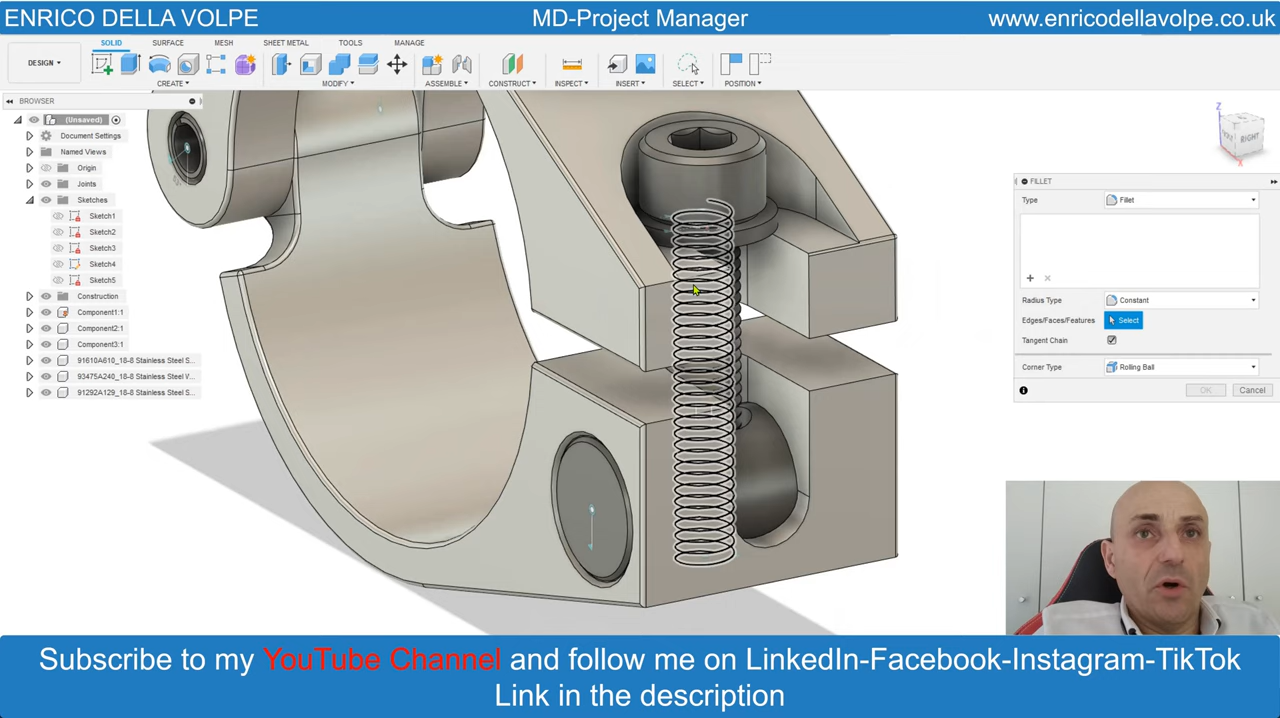 ENRICO DELLA VOLPE
MD-Project Manager
www.enricodellavolpe.co.uk
DESIGN
SOLID
SURFACE
MESH
SHEET METAL
TOOLS
MANAGE
CREATE
MODIFY
ASSEMBLE
CONSTRUCT
INSPECT
INSERT
SELECT
POSITION
BROWSER
(Unsaved)
Document Settings
Named Views
Origin
Joints
Sketches
Sketch1
Sketch2
Sketch3
Sketch4
Sketch5
Construction
Component1:1
Component2:1
Component3:1
91610A610_18-8 Stainless Steel S...
93475A240_18-8 Stainless Steel W...
91292A129_18-8 Stainless Steel S...
Z
RIGHT
X
FILLET
Type
Fillet
Radius Type
Constant
Edges/Faces/Features
Select
Tangent Chain
Corner Type
Rolling Ball
OK
Cancel
Subscribe to my YouTube Channel and follow me on LinkedIn-Facebook-Instagram-TikTok
Link in the description